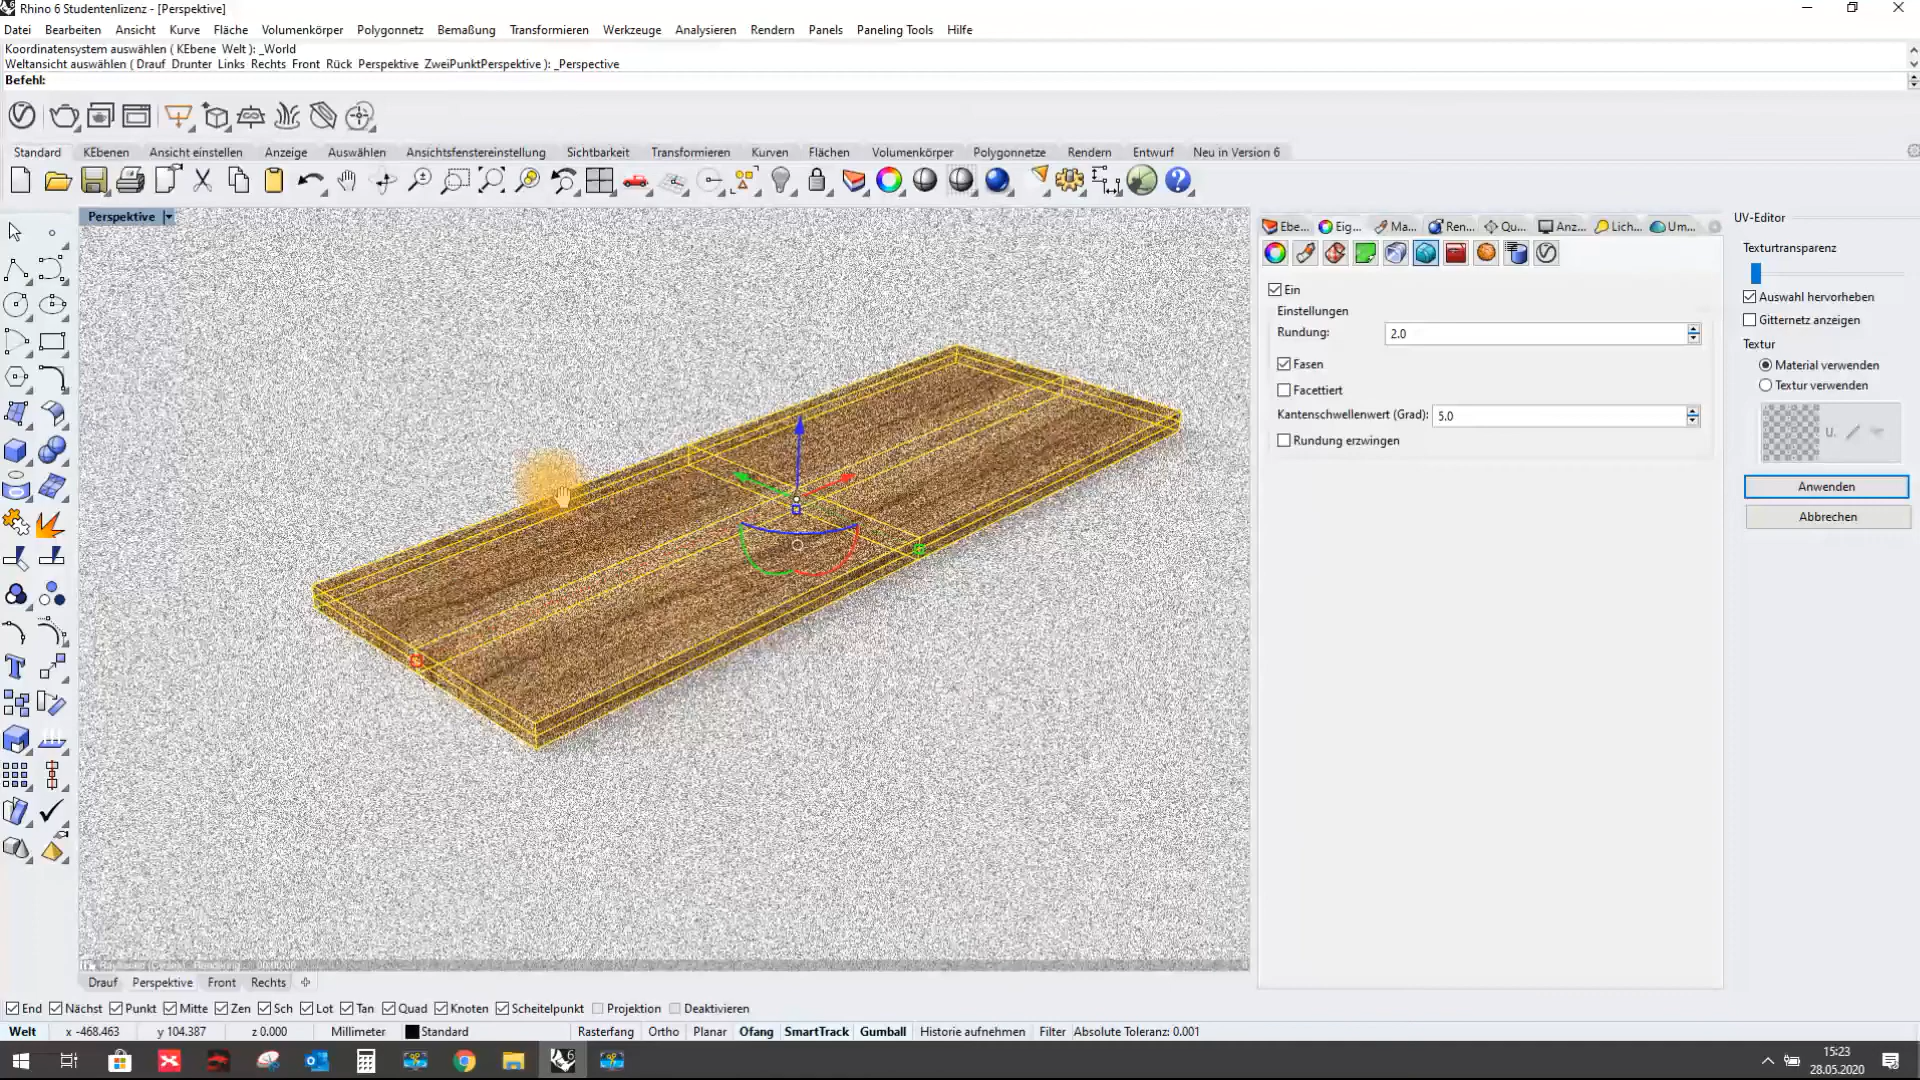 Rhino 6 Studentenlizenz - [Perspektive]
Datei Bearbeiten Ansicht Kurve Fläche Volumenkörper Polygonnetz Bemaßung Transformieren Werkzeuge Analysieren Rendern Panels Paneling Tools Hilfe
Koordinatensystem auswählen ( KEbene Welt ): _World
Weltansicht auswählen ( Drauf Drunter Links Rechts Front Rück Perspektive ZweiPunktPerspektive ): _Perspective
Befehl:
Standard KEbenen Ansicht einstellen Anzeige Auswählen Ansichtsfenstereinstellung Sichtbarkeit Transformieren Kurven Flächen Volumenkörper Polygonnetze Rendern Entwurf Neu in Version 6
Perspektive
Ebe... Eig... Ma... Ren... Qu... Anz... Lich... Um...
Ein
Einstellungen
Rundung: 2.0
Fasen
Facettiert
Kantenschwellenwert (Grad): 5.0
Rundung erzwingen
UV-Editor
Texturtransparenz
Auswahl hervorheben
Gitternetz anzeigen
Textur
Material verwenden
Textur verwenden
U.
Anwenden
Abbrechen
Drauf Perspektive Front Rechts
End Nächst Punkt Mitte Zen Sch Lot Tan Quad Knoten Scheitelpunkt Projektion Deaktivieren
Welt x -468.463 y 104.387 z 0.000 Millimeter Standard Rasterfang Ortho Planar Ofang SmartTrack Gumball Historie aufnehmen Filter Absolute Toleranz: 0.001
15:23
28.05.2020